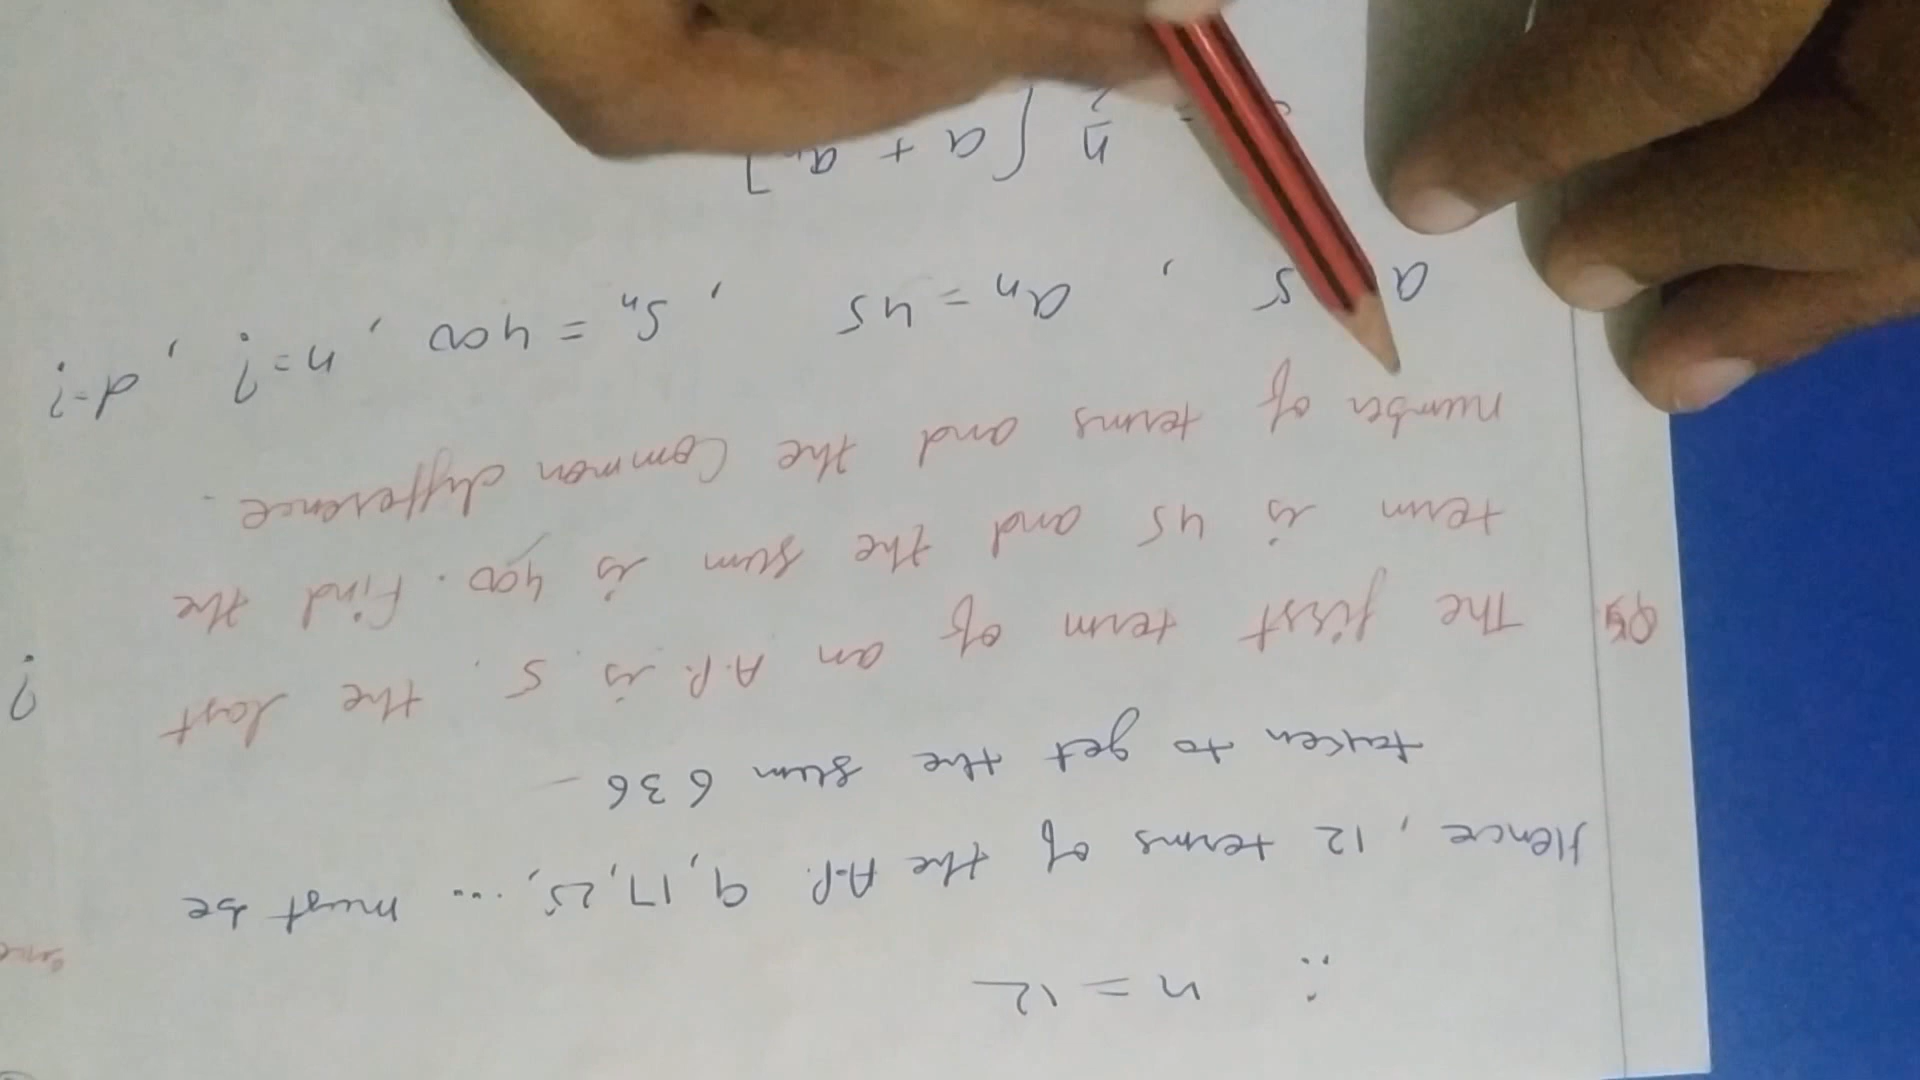 ∴ n = 12
Hence, 12 terms of the A.P. 9, 17, 25, ... must be
taken to get the sum 636
Q5 The first term of an A.P. is 5, the last
term is 45 and the sum is 400. Find the
number of terms and the common difference.
a 5, an = 45, Sn = 400, n=?, d=?
= n/2 [a + an]
?